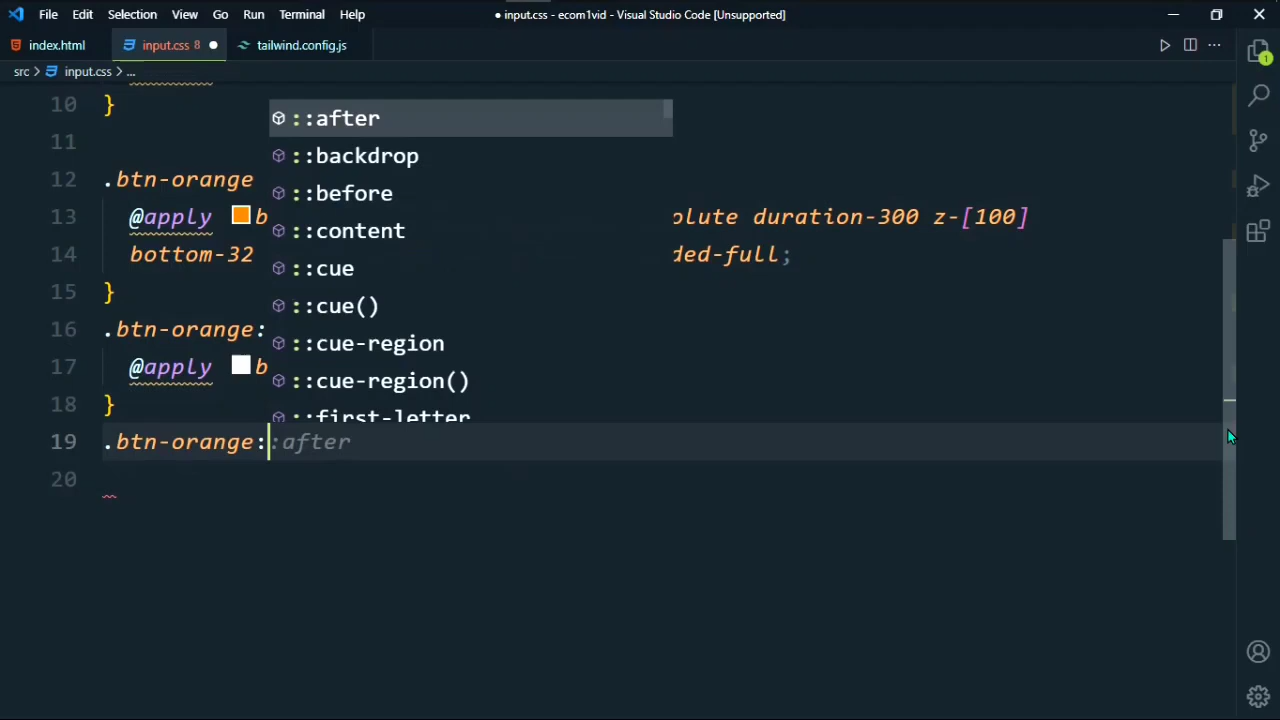 File Edit Selection View Go Run Terminal Help
● input.css - ecom1vid - Visual Studio Code [Unsupported]
index.html
input.css 8
tailwind.config.js
src > input.css > ...
10 }
11
12 .btn-orange
13 @apply b olute duration-300 z-[100]
14 bottom-32 ded-full;
15 }
16 .btn-orange:
17 @apply b
18 }
19 .btn-orange::after
20
::after
::backdrop
::before
::content
::cue
::cue()
::cue-region
::cue-region()
::first-letter
1